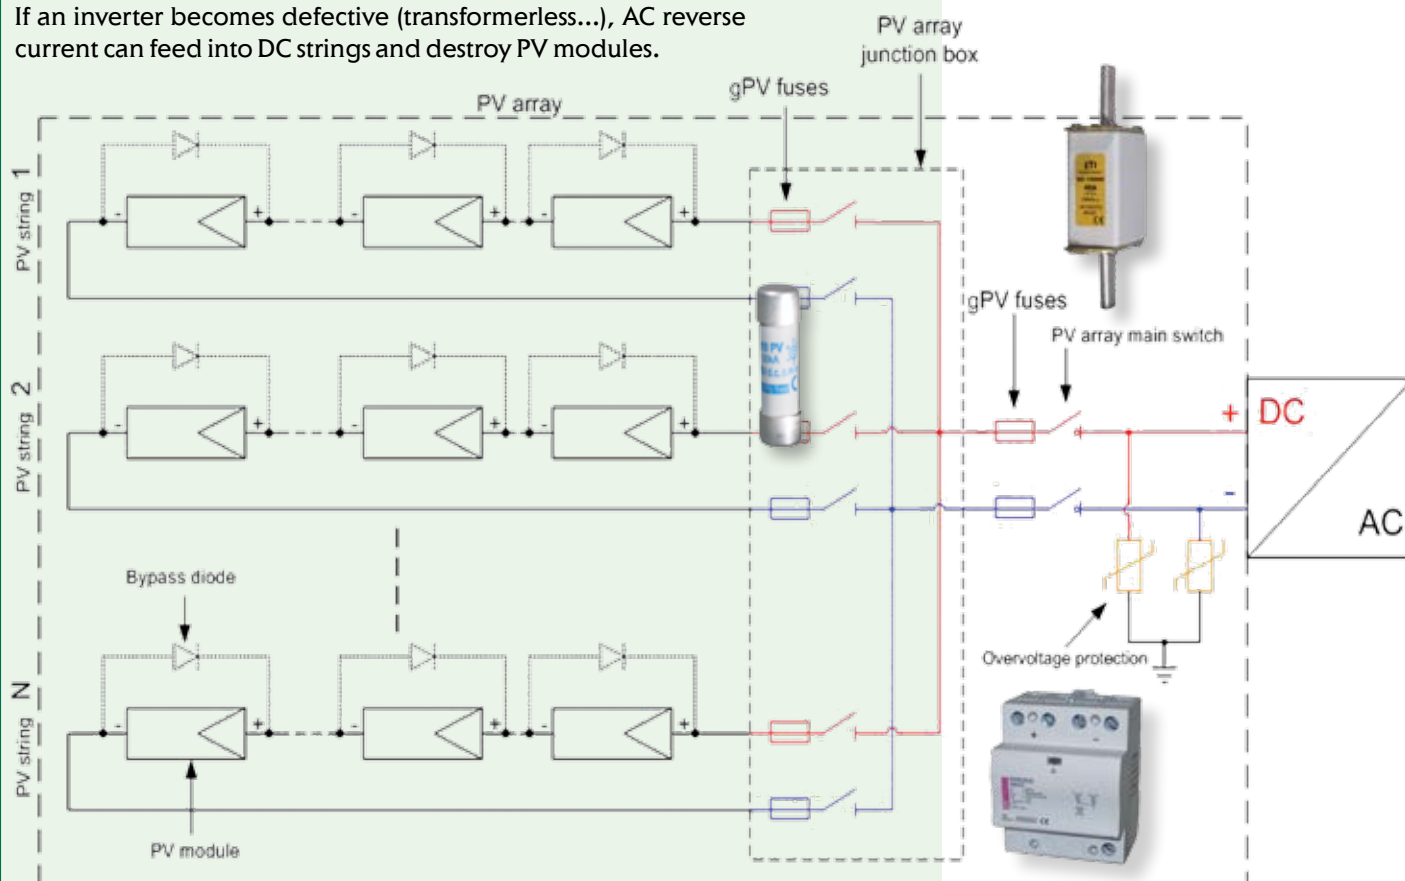 If an inverter becomes defective (transformerless...), AC reverse
current can feed into DC strings and destroy PV modules.
PV array
junction box
gPV fuses
PV array
PV string 1
+
-
+
-
+
-
ETI
gPV fuses
PV array main switch
PV string 2
+
-
+
-
+
-
PV
+ DC
-
AC
Bypass diode
Overvoltage protection
PV string N
+
-
+
-
+
-
PV module